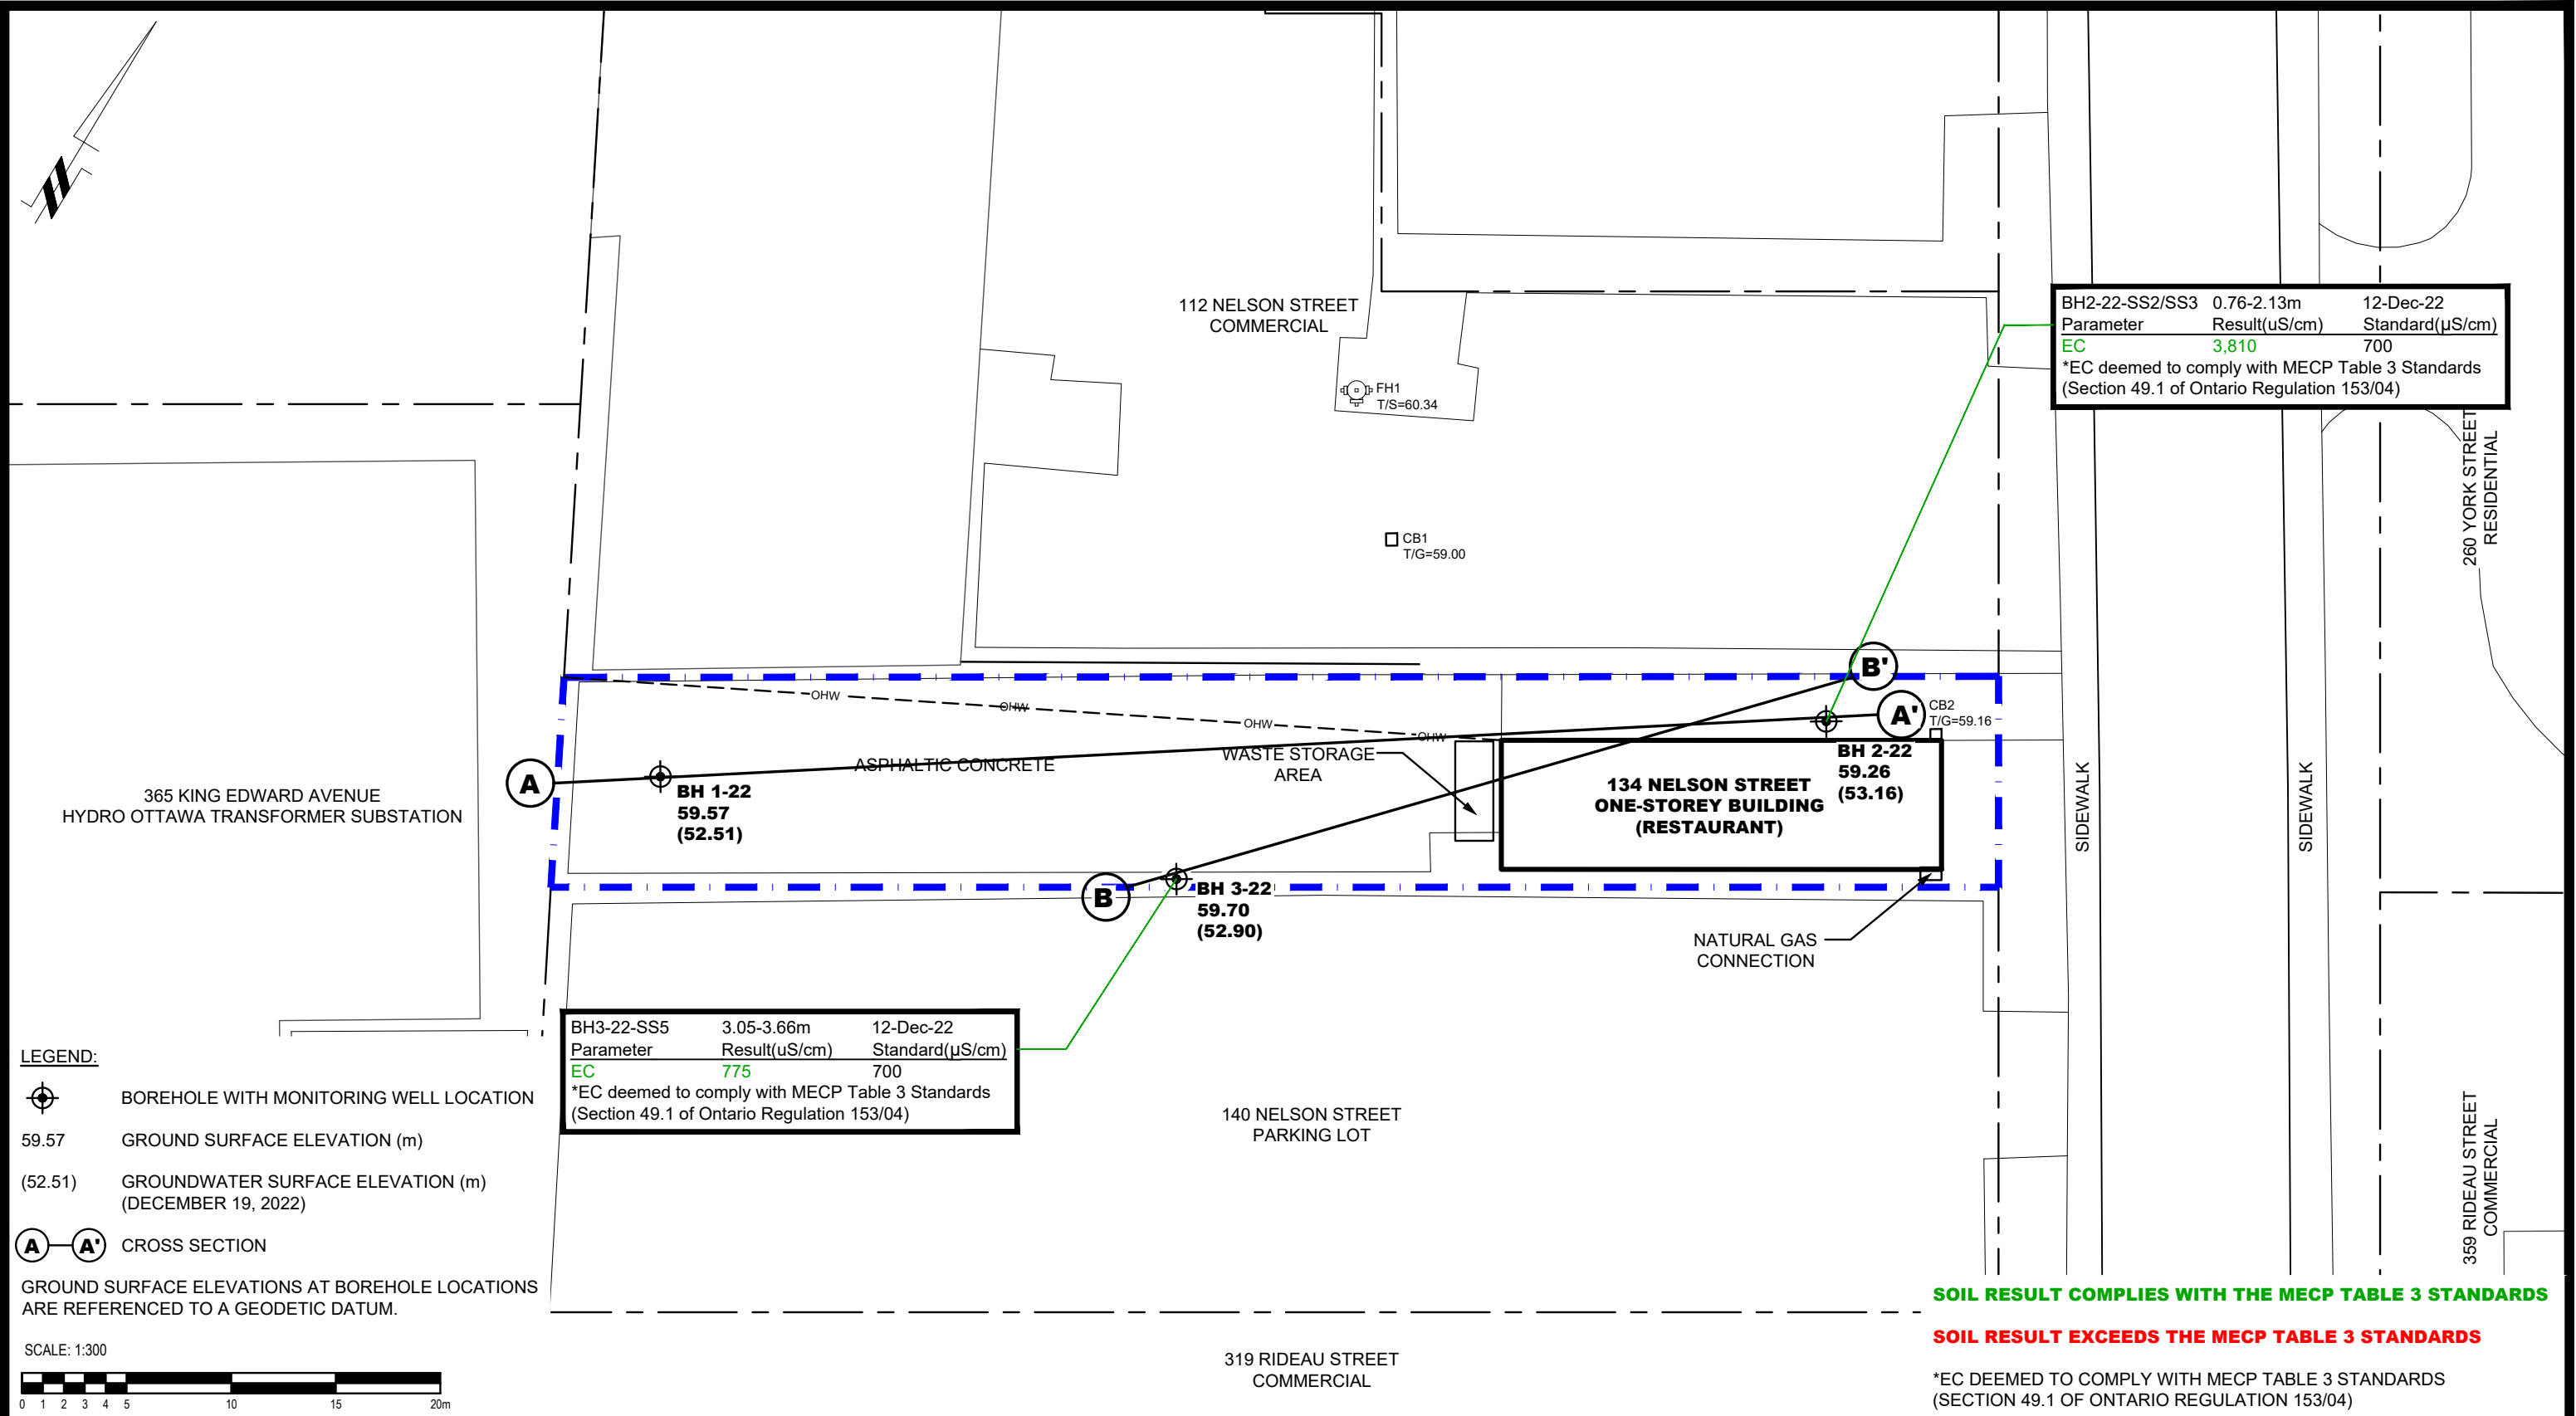 112 NELSON STREET
COMMERCIAL
FH1
T/S=60.34
CB1
T/G=59.00
BH2-22-SS2/SS3 0.76-2.13m 12-Dec-22
Parameter Result(uS/cm) Standard(µS/cm)
EC 3,810 700
*EC deemed to comply with MECP Table 3 Standards
(Section 49.1 of Ontario Regulation 153/04)
260 YORK STREET
RESIDENTIAL
B'
A'
CB2
T/G=59.16
OHW
OHW
OHW
OHW
A
ASPHALTIC CONCRETE
WASTE STORAGE
AREA
BH 1-22
59.57
(52.51)
BH 2-22
59.26
(53.16)
134 NELSON STREET
ONE-STOREY BUILDING
(RESTAURANT)
365 KING EDWARD AVENUE
HYDRO OTTAWA TRANSFORMER SUBSTATION
SIDEWALK
SIDEWALK
B
BH 3-22
59.70
(52.90)
NATURAL GAS
CONNECTION
BH3-22-SS5 3.05-3.66m 12-Dec-22
Parameter Result(uS/cm) Standard(µS/cm)
EC 775 700
*EC deemed to comply with MECP Table 3 Standards
(Section 49.1 of Ontario Regulation 153/04)
140 NELSON STREET
PARKING LOT
359 RIDEAU STREET
COMMERCIAL
319 RIDEAU STREET
COMMERCIAL
LEGEND:
BOREHOLE WITH MONITORING WELL LOCATION
59.57 GROUND SURFACE ELEVATION (m)
(52.51) GROUNDWATER SURFACE ELEVATION (m)
(DECEMBER 19, 2022)
A A' CROSS SECTION
GROUND SURFACE ELEVATIONS AT BOREHOLE LOCATIONS
ARE REFERENCED TO A GEODETIC DATUM.
SCALE: 1:300
0 1 2 3 4 5 10 15 20m
SOIL RESULT COMPLIES WITH THE MECP TABLE 3 STANDARDS
SOIL RESULT EXCEEDS THE MECP TABLE 3 STANDARDS
*EC DEEMED TO COMPLY WITH MECP TABLE 3 STANDARDS
(SECTION 49.1 OF ONTARIO REGULATION 153/04)